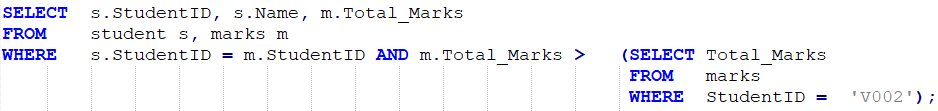 SELECT s.StudentID, s.Name, m.Total_Marks
FROM student s, marks m
WHERE s.StudentID = m.StudentID AND m.Total_Marks > (SELECT Total_Marks
FROM marks
WHERE StudentID = 'V002');